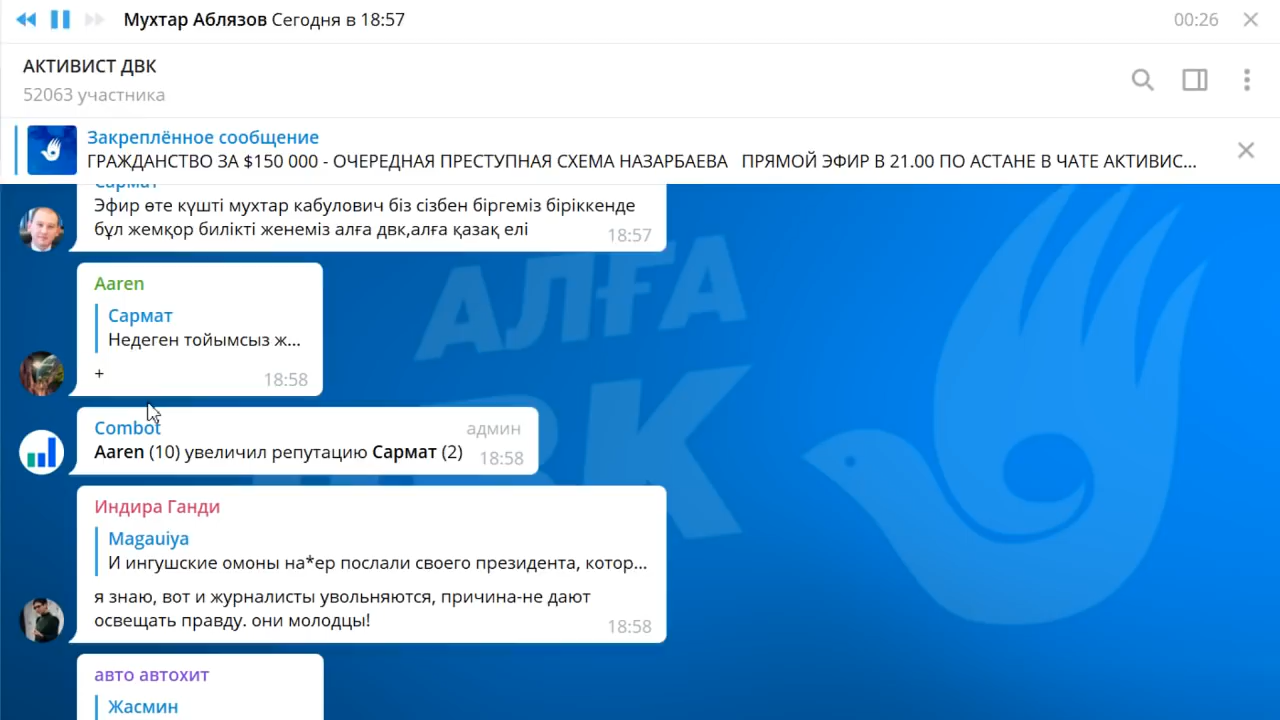 Мухтар Аблязов Сегодня в 18:57
00:26
АКТИВИСТ ДВК
52063 участника
Закреплённое сообщение
ГРАЖДАНСТВО ЗА $150 000 - ОЧЕРЕДНАЯ ПРЕСТУПНАЯ СХЕМА НАЗАРБАЕВА ПРЯМОЙ ЭФИР В 21.00 ПО АСТАНЕ В ЧАТЕ АКТИВИС...
Сармат
Эфир өте күшті мухтар кабулович біз сізбен біргеміз біріккенде
бұл жемқор билікті женеміз алға двк,алға қазақ елі
18:57
Aaren
Сармат
Недеген тойымсыз ж...
+
18:58
Combot
админ
Aaren (10) увеличил репутацию Сармат (2)
18:58
Индира Ганди
Magauiya
И ингушские омоны на*ер послали своего президента, котор...
я знаю, вот и журналисты увольняются, причина-не дают
освещать правду. они молодцы!
18:58
авто автохит
Жасмин
АЛҒА
ДВК